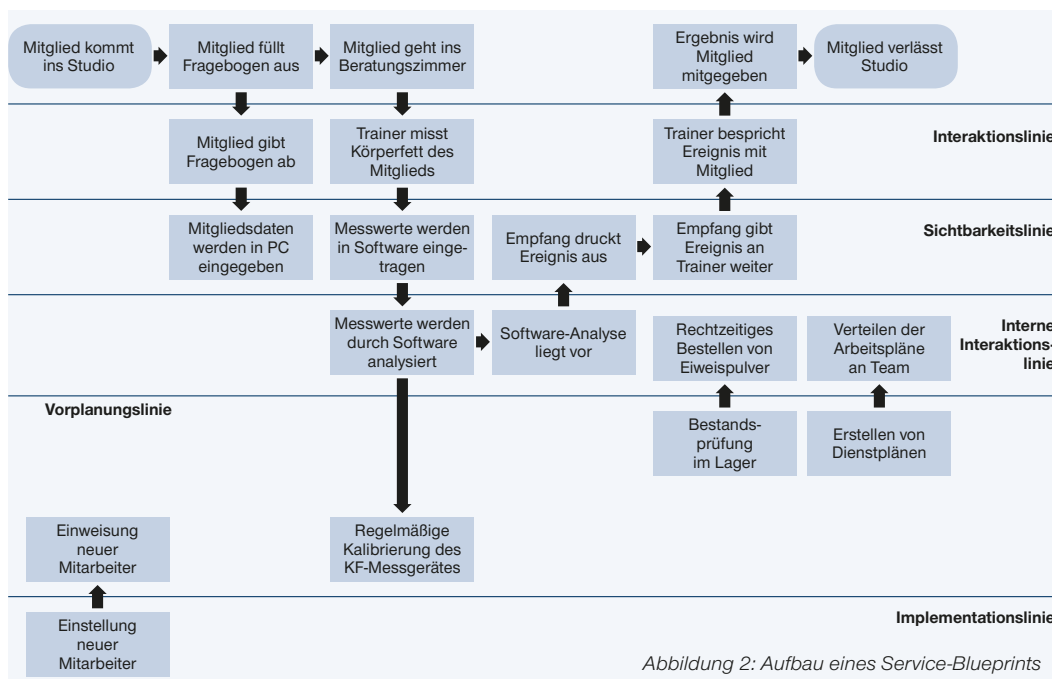 Mitglied kommt
ins Studio
Mitglied füllt
Fragebogen aus
Mitglied geht ins
Beratungszimmer
Ergebnis wird
Mitglied
mitgegeben
Mitglied verlässt
Studio
Mitglied gibt
Fragebogen ab
Trainer misst
Körperfett des
Mitglieds
Trainer bespricht
Ereignis mit
Mitglied
Interaktionslinie
Mitgliedsdaten
werden in PC
eingegeben
Messwerte werden
in Software einge-
tragen
Empfang druckt
Ereignis aus
Empfang gibt
Ereignis an
Trainer weiter
Sichtbarkeitslinie
Messwerte werden
durch Software
analysiert
Software-Analyse
liegt vor
Rechtzeitiges
Bestellen von
Eiweispulver
Verteilen der
Arbeitspläne
an Team
Interne
Interaktions-
linie
Vorplanungslinie
Bestands-
prüfung
im Lager
Erstellen von
Dienstplänen
Einweisung
neuer
Mitarbeiter
Regelmäßige
Kalibrierung des
KF-Messgerätes
Einstellung
neuer
Mitarbeiter
Implementationslinie
Abbildung 2: Aufbau eines Service-Blueprints